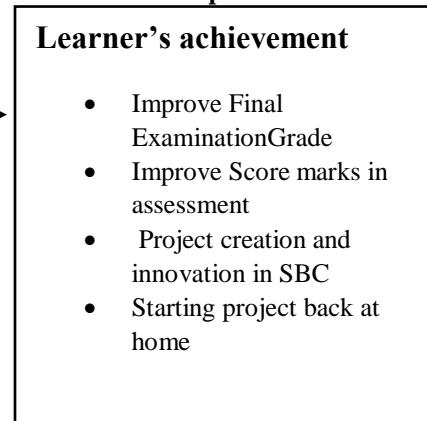 Learner’s achievement
• Improve Final
ExaminationGrade
• Improve Score marks in
assessment
• Project creation and
innovation in SBC
• Starting project back at
home